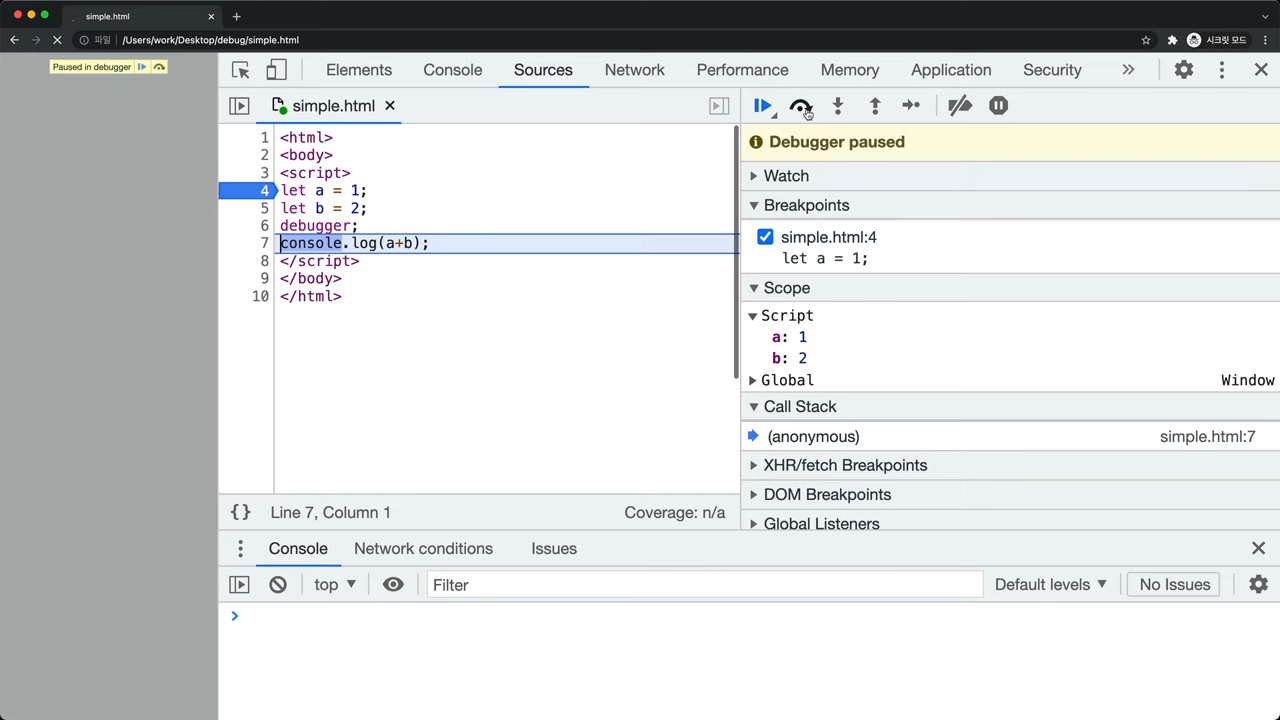 simple.html
파일 /Users/work/Desktop/debug/simple.html 시크릿 모드
Paused in debugger
Elements Console Sources Network Performance Memory Application Security
simple.html
1 <html>
2 <body>
3 <script>
4 let a = 1;
5 let b = 2;
6 debugger;
7 console.log(a+b);
8 </script>
9 </body>
10 </html>
{} Line 7, Column 1 Coverage: n/a
Debugger paused
Watch
Breakpoints
simple.html:4
let a = 1;
Scope
Script
a: 1
b: 2
Global Window
Call Stack
(anonymous) simple.html:7
XHR/fetch Breakpoints
DOM Breakpoints
Global Listeners
Console Network conditions Issues
top Filter Default levels No Issues